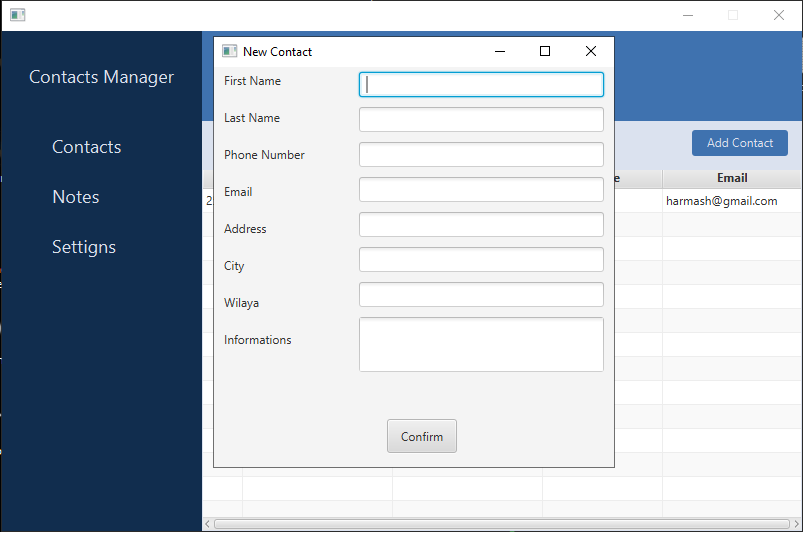 New Contact
Contacts Manager
Contacts
Notes
Settigns
First Name
Last Name
Phone Number
Email
Address
City
Wilaya
Informations
Confirm
Add Contact
Email
2
harmash@gmail.com